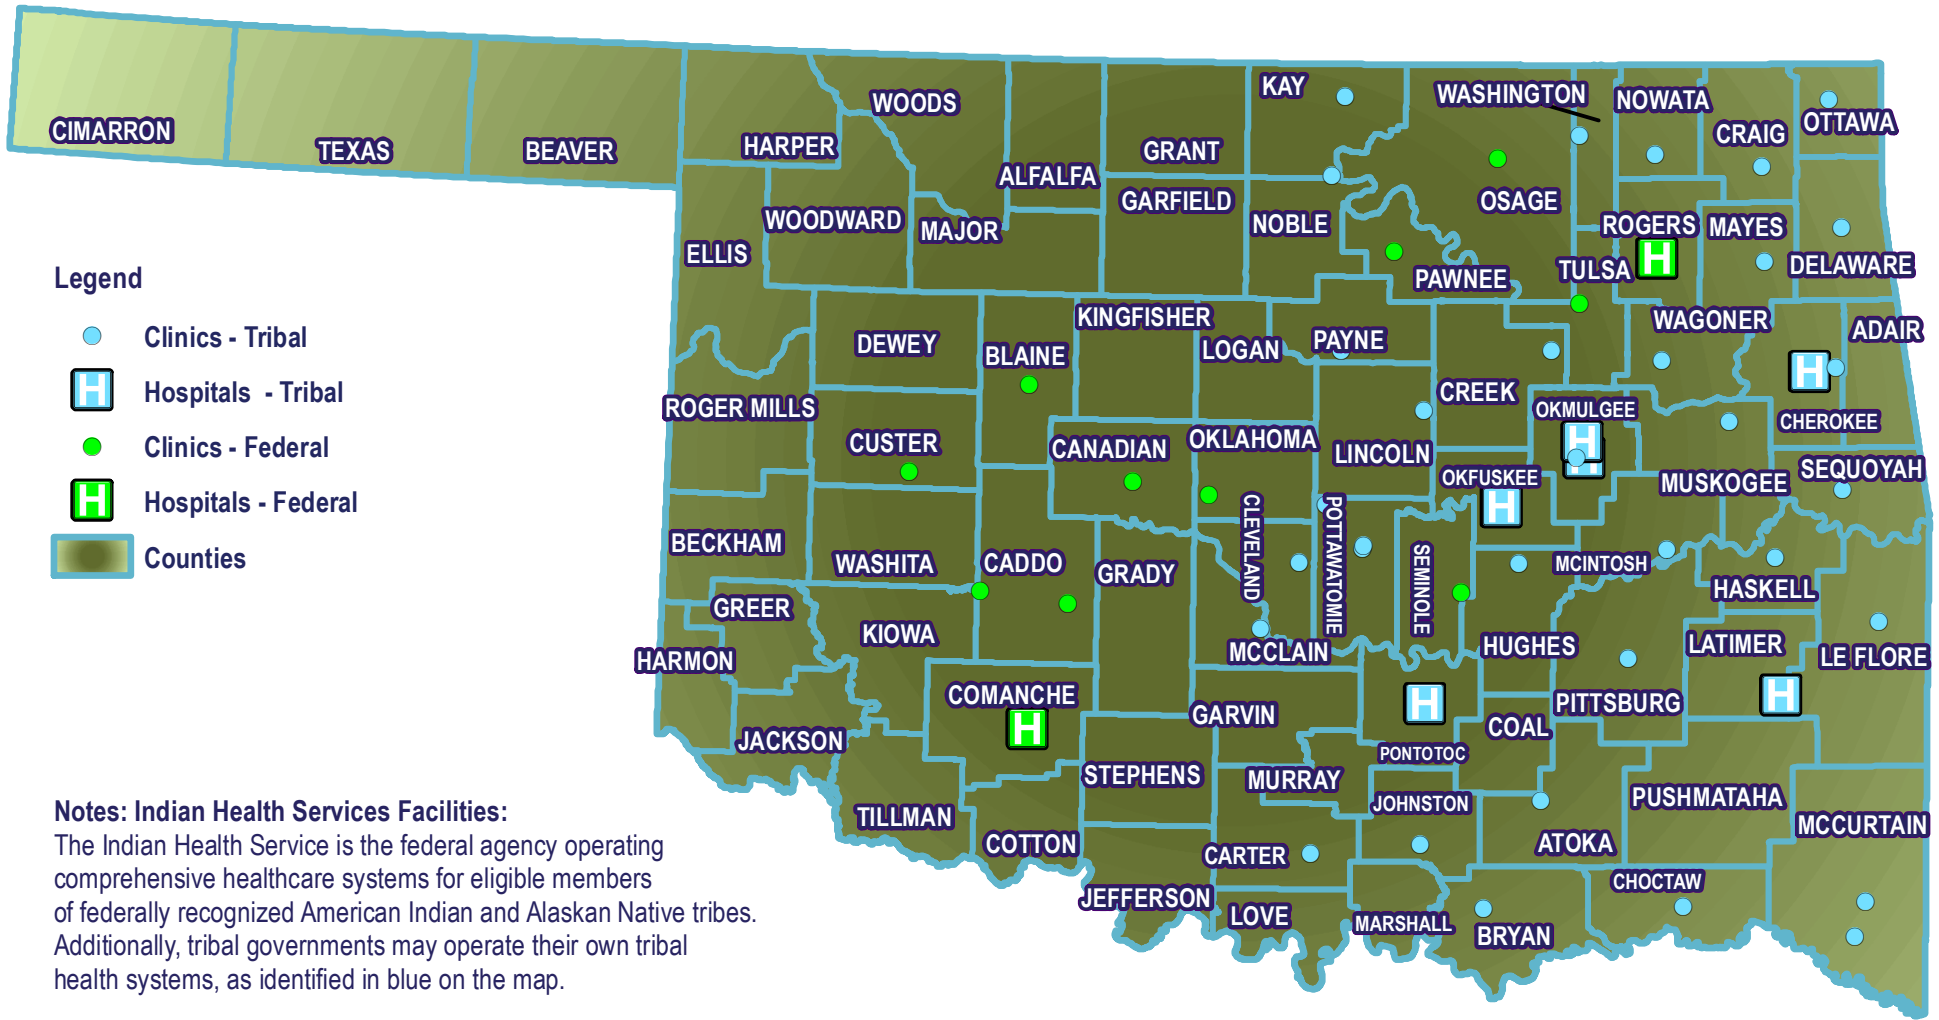 KAY
WASHINGTON
NOWATA
WOODS
CRAIG
OTTAWA
CIMARRON
TEXAS
BEAVER
HARPER
GRANT
ALFALFA
GARFIELD
OSAGE
WOODWARD
MAJOR
NOBLE
ROGERS
MAYES
H
ELLIS
TULSA
DELAWARE
PAWNEE
Legend
Clinics - Tribal
H Hospitals - Tribal
Clinics - Federal
H Hospitals - Federal
Counties
KINGFISHER
WAGONER
ADAIR
DEWEY
BLAINE
LOGAN
PAYNE
H
CREEK
ROGER MILLS
OKMULGEE
CHEROKEE
CUSTER
CANADIAN
OKLAHOMA
LINCOLN
H
H
OKFUSKEE
H
MUSKOGEE
SEQUOYAH
BECKHAM
WASHITA
CADDO
GRADY
CLEVELAND
POTTAWATOMIE
SEMINOLE
MCINTOSH
HASKELL
GREER
KIOWA
HARMON
MCCLAIN
HUGHES
LATIMER
LE FLORE
H
COMANCHE
H
H
GARVIN
PITTSBURG
COAL
JACKSON
PONTOTOC
STEPHENS
MURRAY
JOHNSTON
PUSHMATAHA
TILLMAN
MCCURTAIN
COTTON
CARTER
ATOKA
CHOCTAW
JEFFERSON
LOVE
MARSHALL
BRYAN
Notes: Indian Health Services Facilities:
The Indian Health Service is the federal agency operating
comprehensive healthcare systems for eligible members
of federally recognized American Indian and Alaskan Native tribes.
Additionally, tribal governments may operate their own tribal
health systems, as identified in blue on the map.